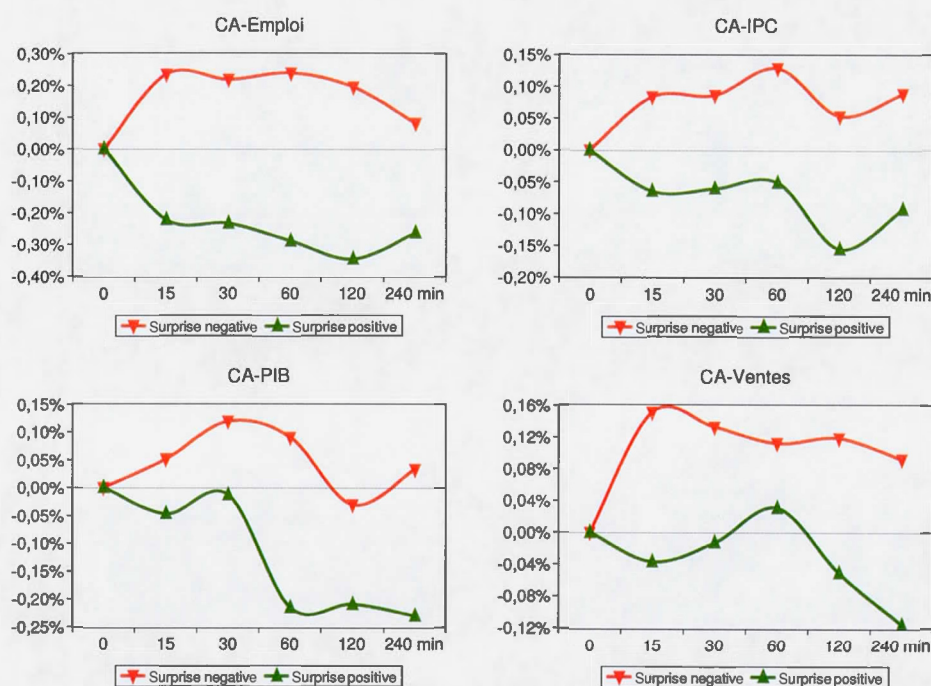 CA-Emploi
0,30%
0,20%
0,10%
0,00%
-0,10%
-0,20%
-0,30%
-0,40%
0 15 30 60 120 240 min
Surprise negative Surprise positive
CA-IPC
0,15%
0,10%
0,05%
0,00%
-0,05%
-0,10%
-0,15%
-0,20%
0 15 30 60 120 240 min
Surprise negative Surprise positive
CA-PIB
0,15%
0,10%
0,05%
0,00%
-0,05%
-0,10%
-0,15%
-0,20%
-0,25%
0 15 30 60 120 240 min
Surprise negative Surprise positive
CA-Ventes
0,16%
0,12%
0,08%
0,04%
0,00%
-0,04%
-0,08%
-0,12%
0 15 30 60 120 240 min
Surprise negative Surprise positive